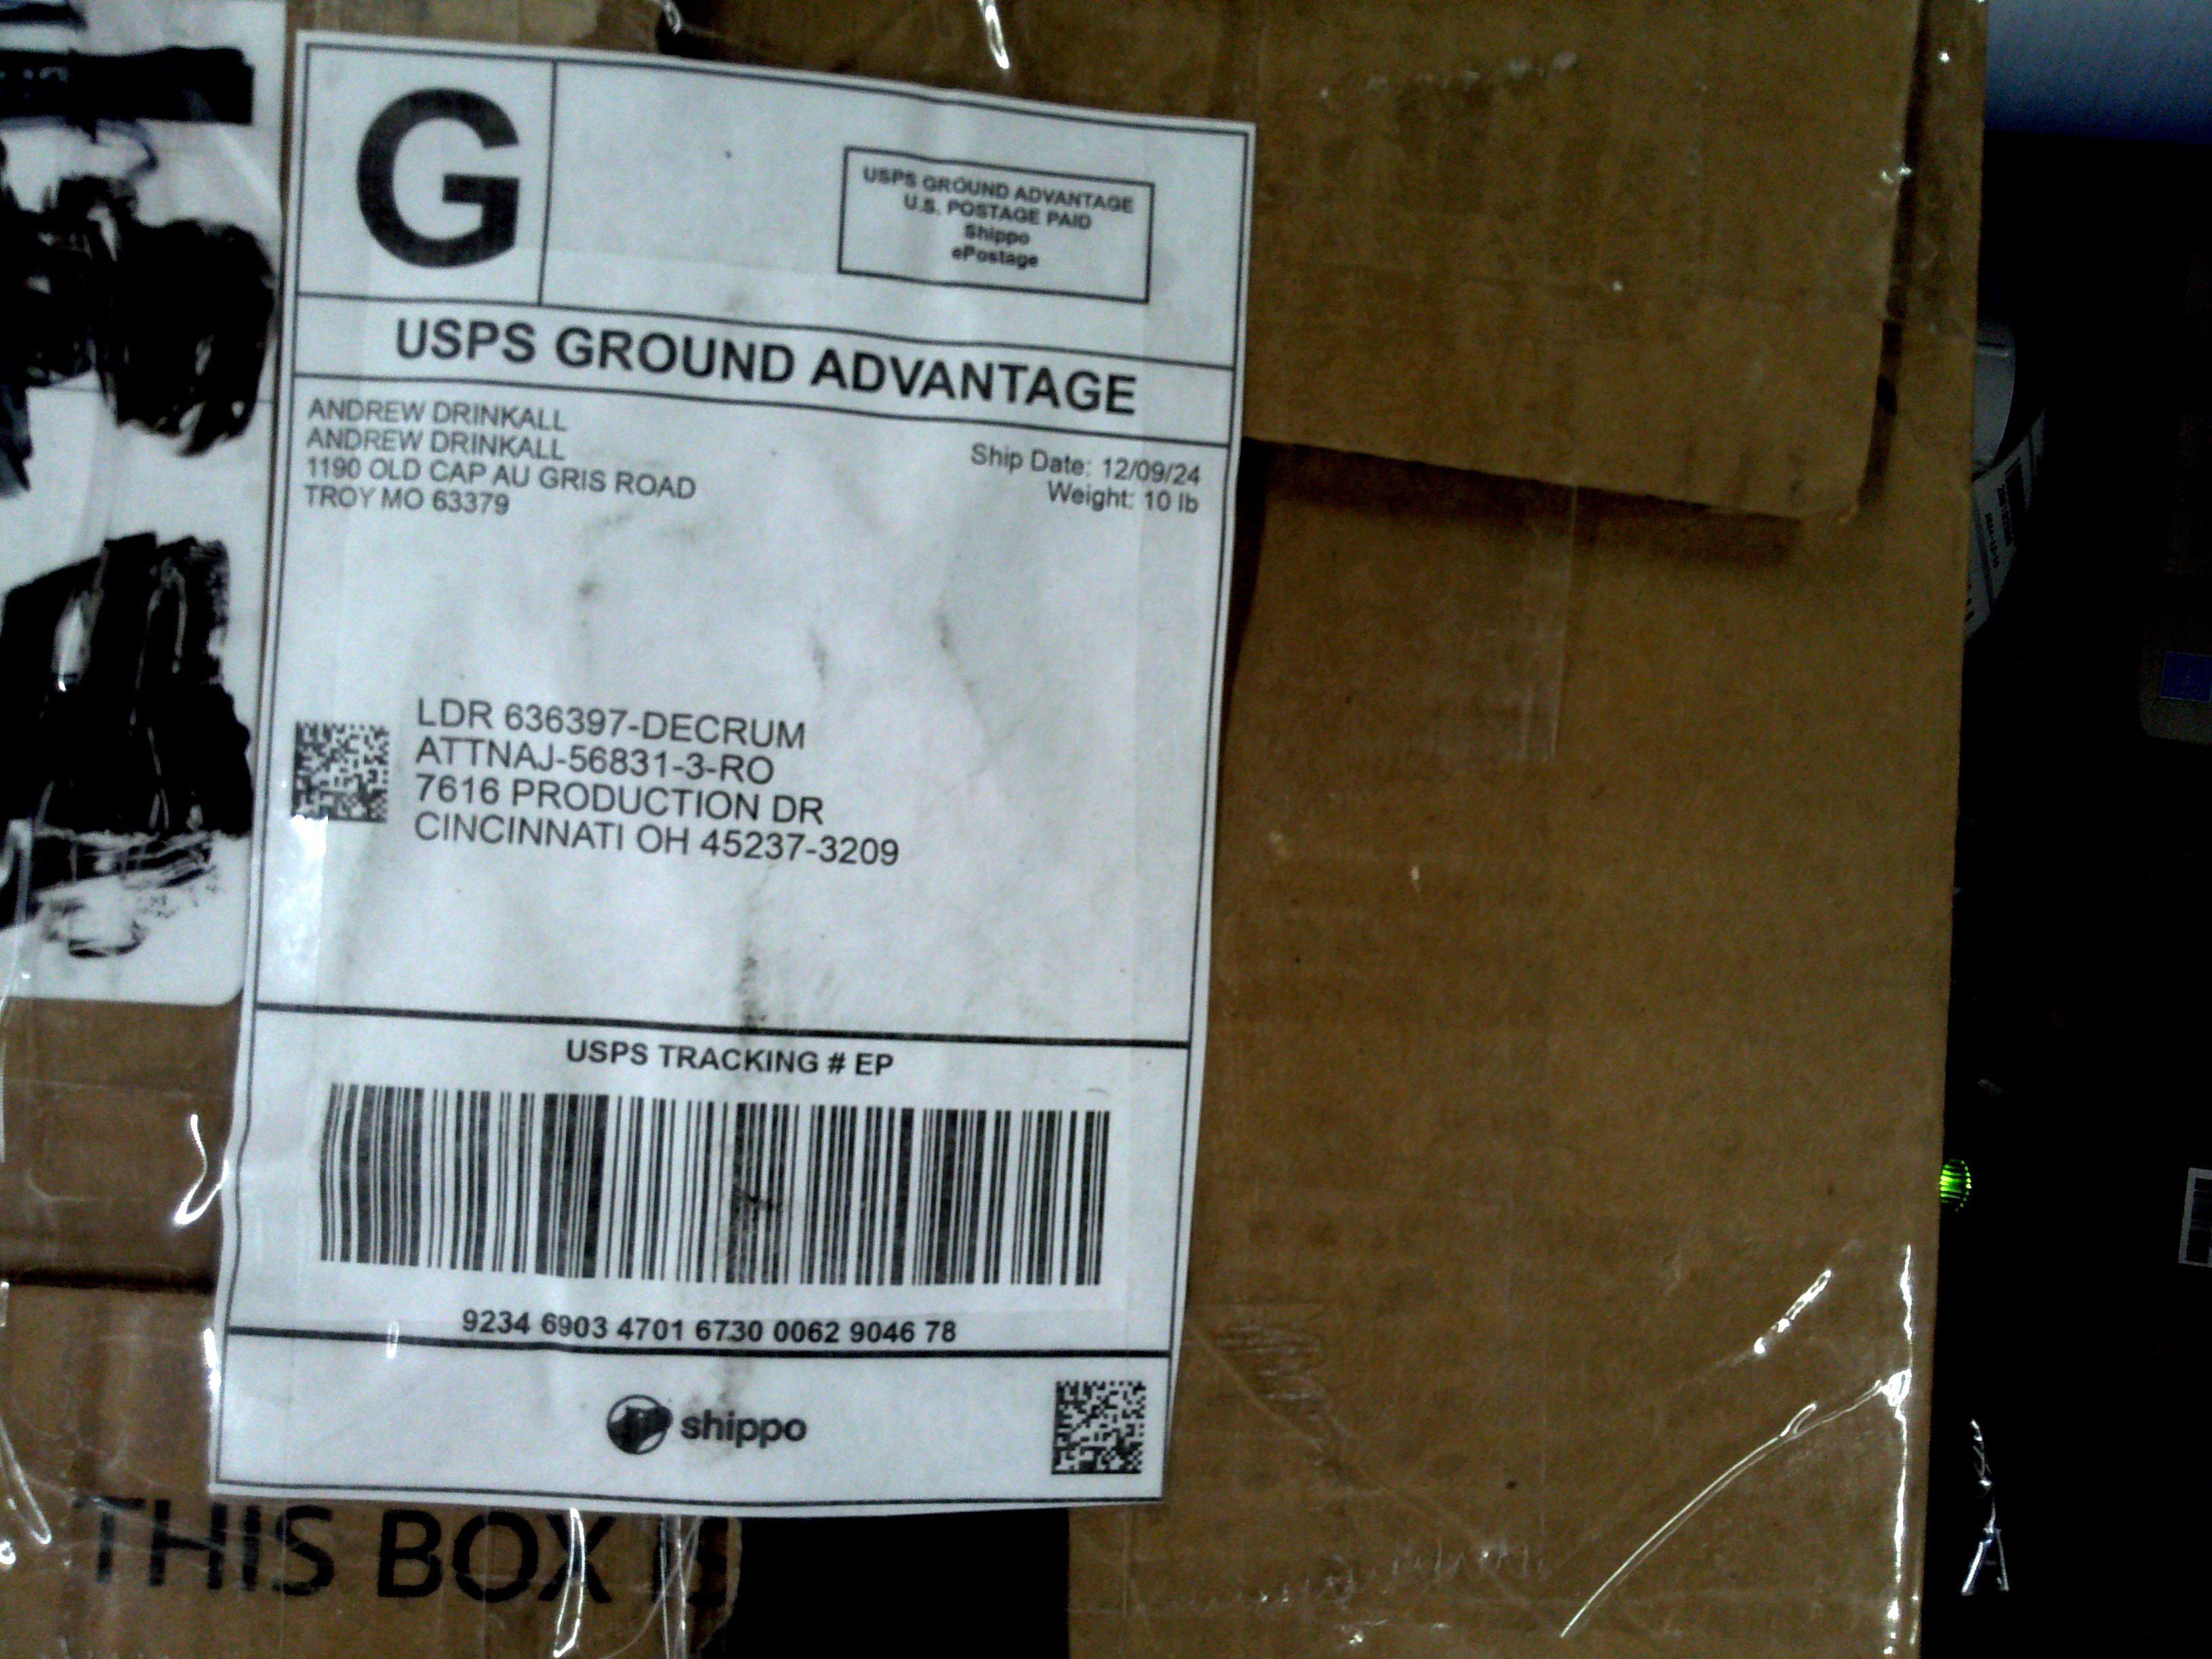 G
USPS GROUND ADVANTAGE
U.S. POSTAGE PAID
Shippo
ePostage
USPS GROUND ADVANTAGE
ANDREW DRINKALL
ANDREW DRINKALL
1190 OLD CAP AU GRIS ROAD
TROY MO 63379
Ship Date: 12/09/24
Weight: 10 lb
LDR 636397-DECRUM
ATTNAJ-56831-3-RO
7616 PRODUCTION DR
CINCINNATI OH 45237-3209
USPS TRACKING # EP
9234 6903 4701 6730 0062 9046 78
shippo
THIS BOX IS